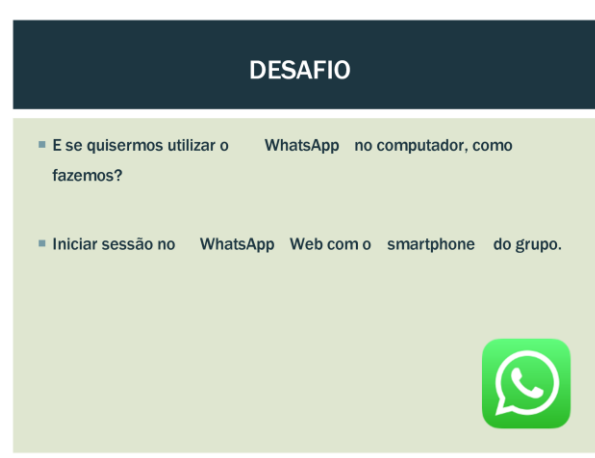 DESAFIO
E se quisermos utilizar o WhatsApp no computador, como
fazemos?
Iniciar sessão no WhatsApp Web com o smartphone do grupo.